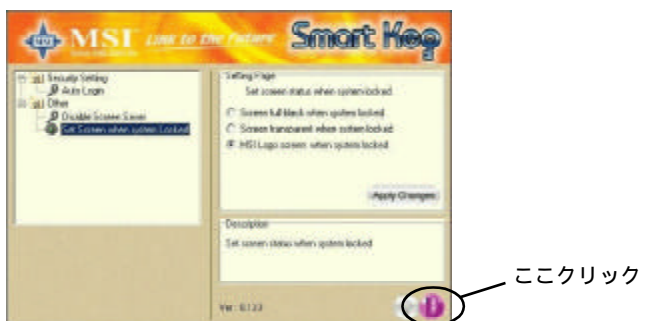 MSI Link to the Future Smart Key
Security Setting
Auto Login
Other
Disable Screen Saver
Set Screen when system Locked
Setting Page
Set screen status when system locked
Screen full black when system locked
Screen transparent when system locked
MSI Logo screen when system locked
Apply Changes
Description
Set screen status when system locked
ここクリック